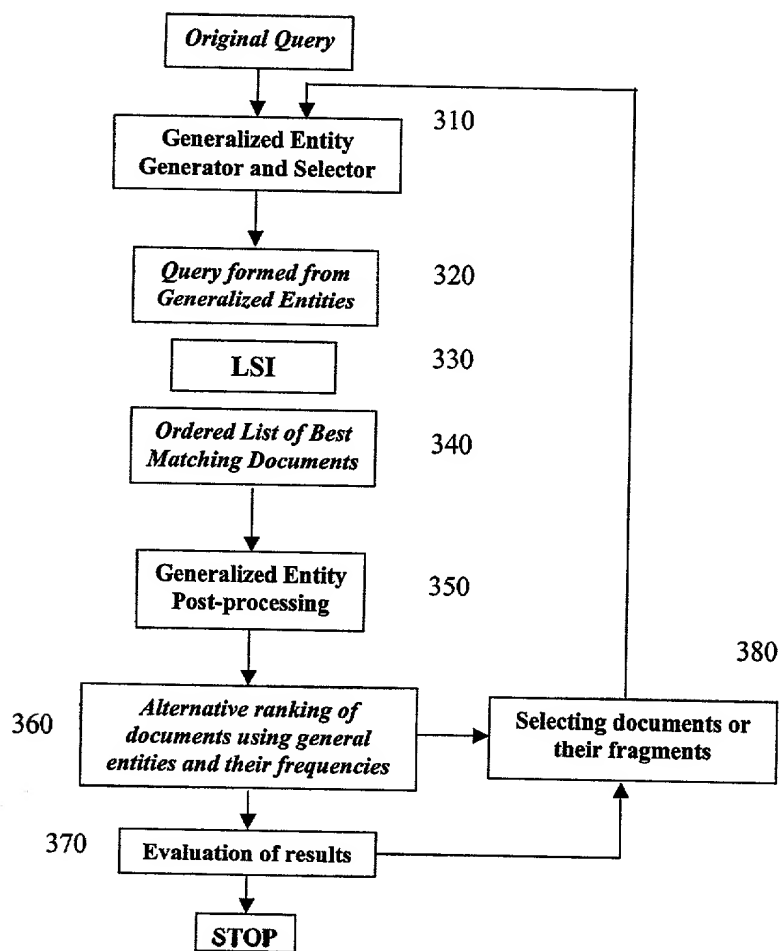 Original Query
310
Generalized Entity
Generator and Selector
Query formed from
Generalized Entities
320
LSI
330
Ordered List of Best
Matching Documents
340
Generalized Entity
Post-processing
350
380
360
Alternative ranking of
documents using general
entities and their frequencies
Selecting documents or
their fragments
370
Evaluation of results
STOP